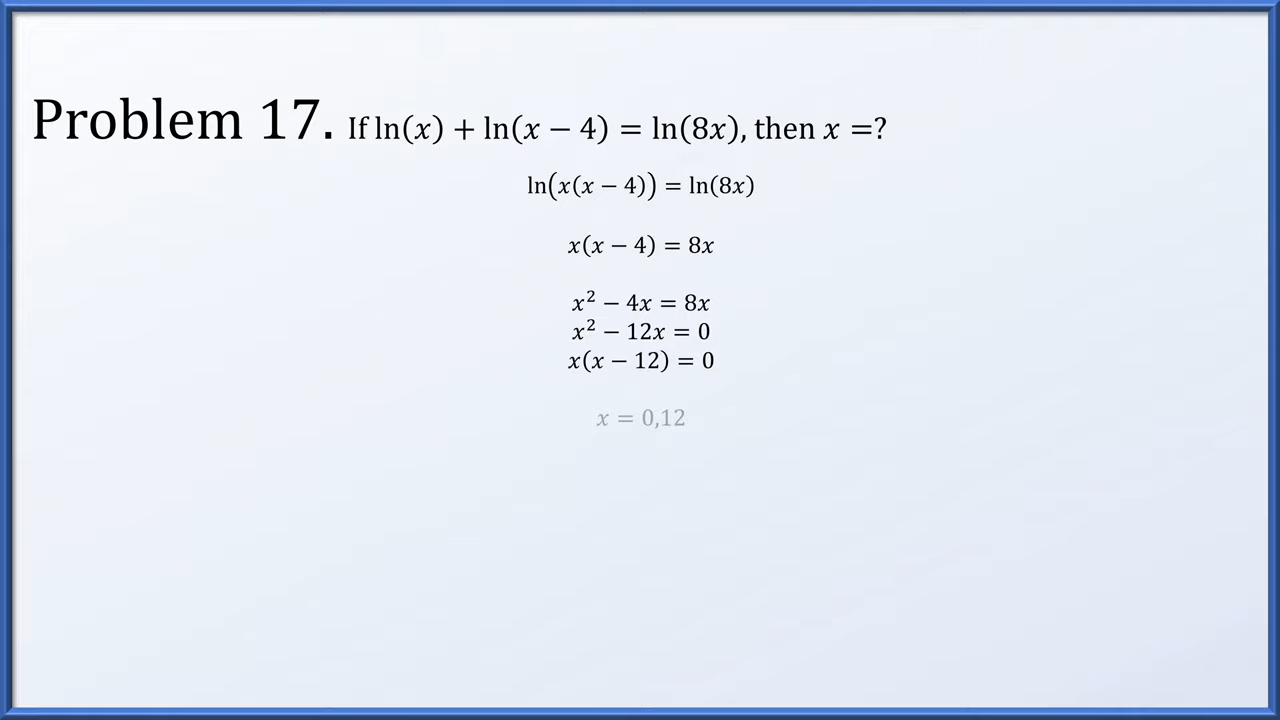 Problem 17. If ln(x) + ln(x − 4) = ln(8x), then x =?
ln(x(x − 4)) = ln(8x)
x(x − 4) = 8x
x² − 4x = 8x
x² − 12x = 0
x(x − 12) = 0
x = 0,12